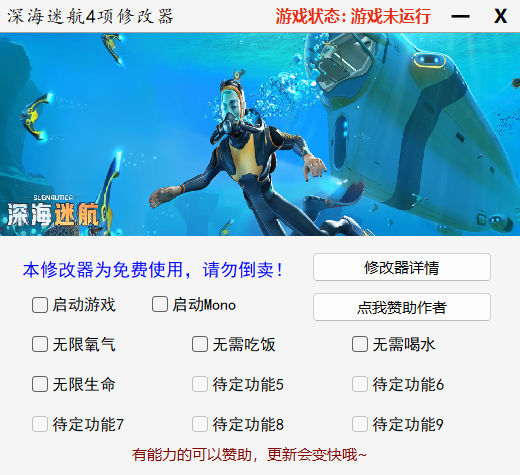 深海迷航4项修改器 游戏状态:游戏未运行 — X
SUBNAUTICA
深海迷航
本修改器为免费使用，请勿倒卖！ 修改器详情
启动游戏 启动Mono 点我赞助作者
无限氧气 无需吃饭 无需喝水
无限生命 待定功能5 待定功能6
待定功能7 待定功能8 待定功能9
有能力的可以赞助，更新会变快哦~